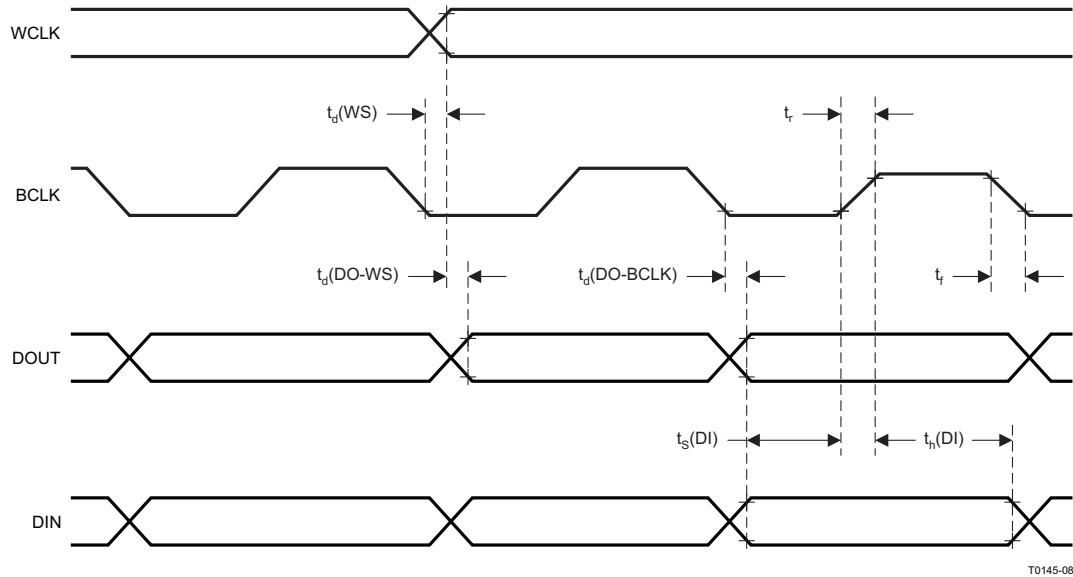 WCLK
td(WS)
tr
BCLK
td(DO-WS)
td(DO-BCLK)
tf
DOUT
tS(DI)
th(DI)
DIN
T0145-08